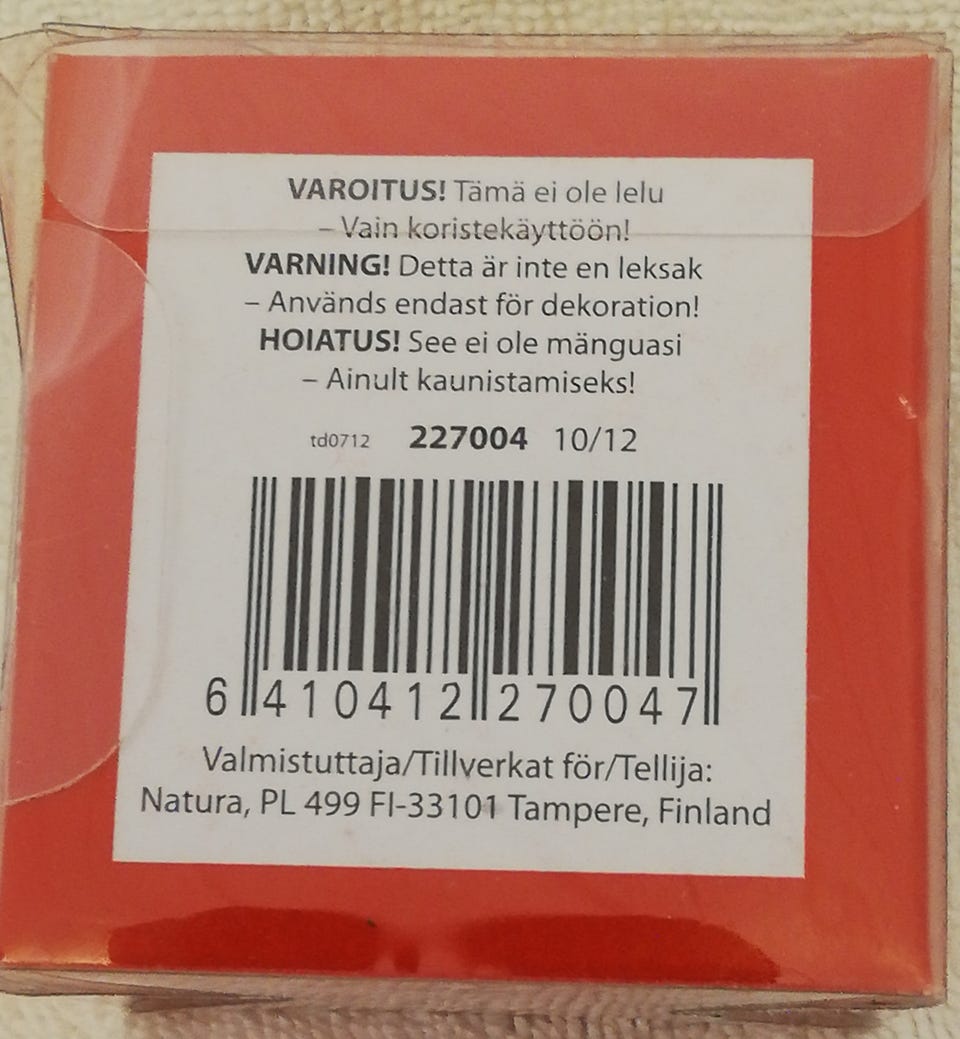 VAROITUS! Tämä ei ole lelu
– Vain koristekäyttöön!
VARNING! Detta är inte en leksak
– Används endast för dekoration!
HOIATUS! See ei ole mänguasi
– Ainult kaunistamiseks!
td0712 227004 10/12
6 410412 270047
Valmistuttaja/Tillverkat för/Tellija:
Natura, PL 499 FI-33101 Tampere, Finland